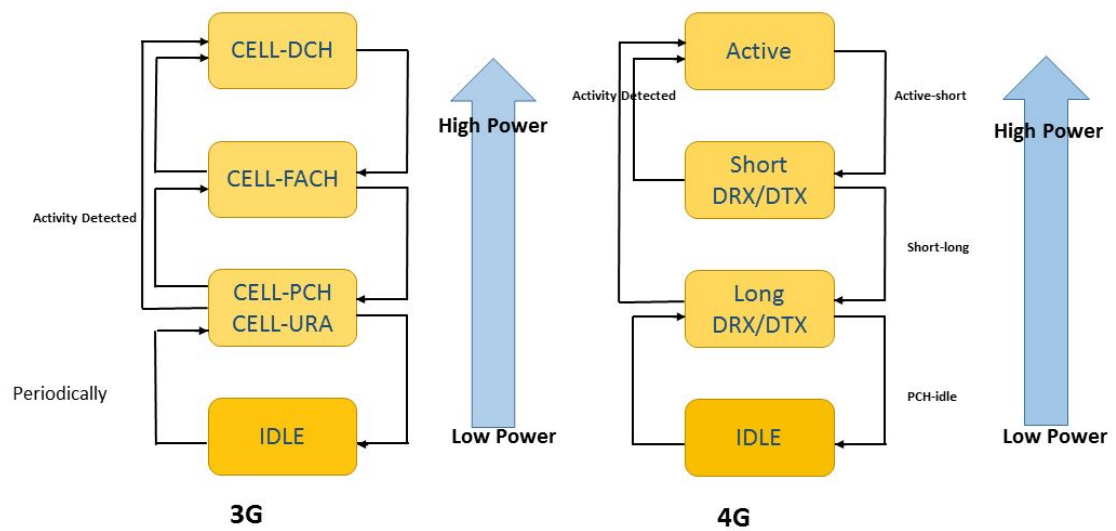 CELL-DCH
High Power
CELL-FACH
Activity Detected
CELL-PCH
CELL-URA
Periodically
IDLE
Low Power
3G
Active
Activity Detected
Active-short
High Power
Short
DRX/DTX
Short-long
Long
DRX/DTX
PCH-idle
IDLE
Low Power
4G